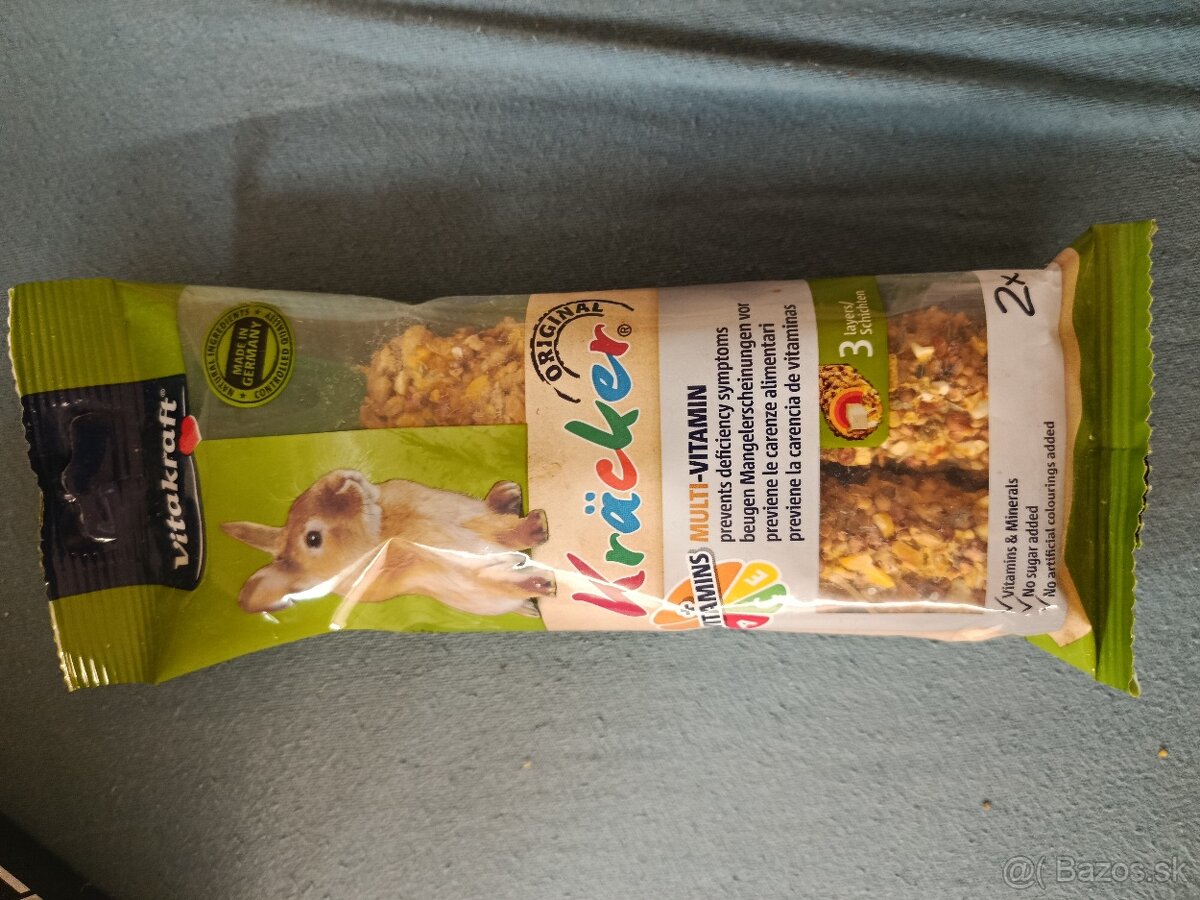 vitakraft®
NATURAL INGREDIENTS
MADE IN
GERMANY
CONTROLLED QUALITY
ORIGINAL
Kräcker®
VITAMINS
A
E
MULTI-VITAMIN
prevents deficiency symptoms
beugen Mangelerscheinungen vor
previene le carenze alimentari
previene la carencia de vitaminas
3 layers/
Schichten
✓ Vitamins & Minerals
✓ No sugar added
✓ No artificial colourings added
2x
@( Bazos.sk